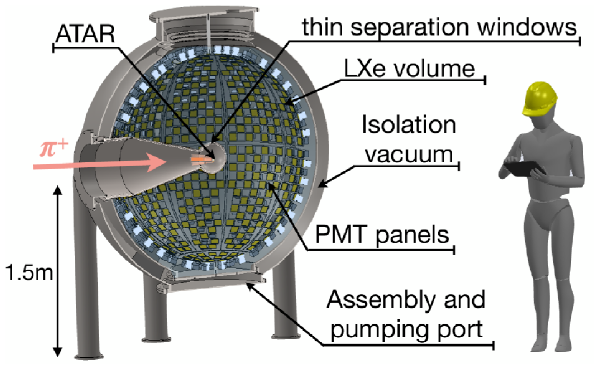 ATAR
thin separation windows
LXe volume
Isolation
vacuum
π+
PMT panels
1.5m
Assembly and
pumping port